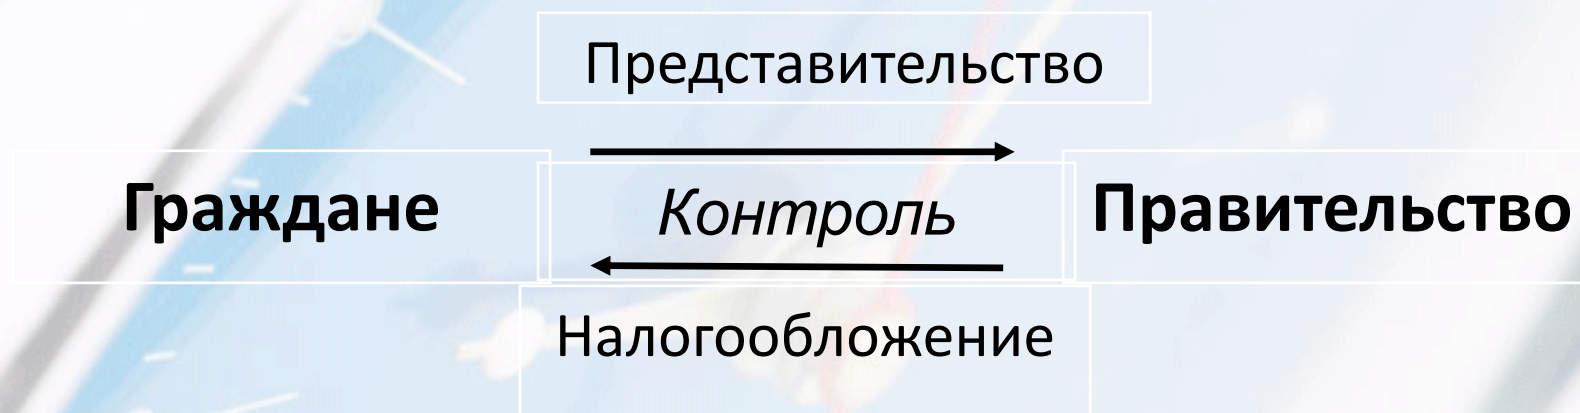 Представительство
Граждане
Контроль
Правительство
Налогообложение